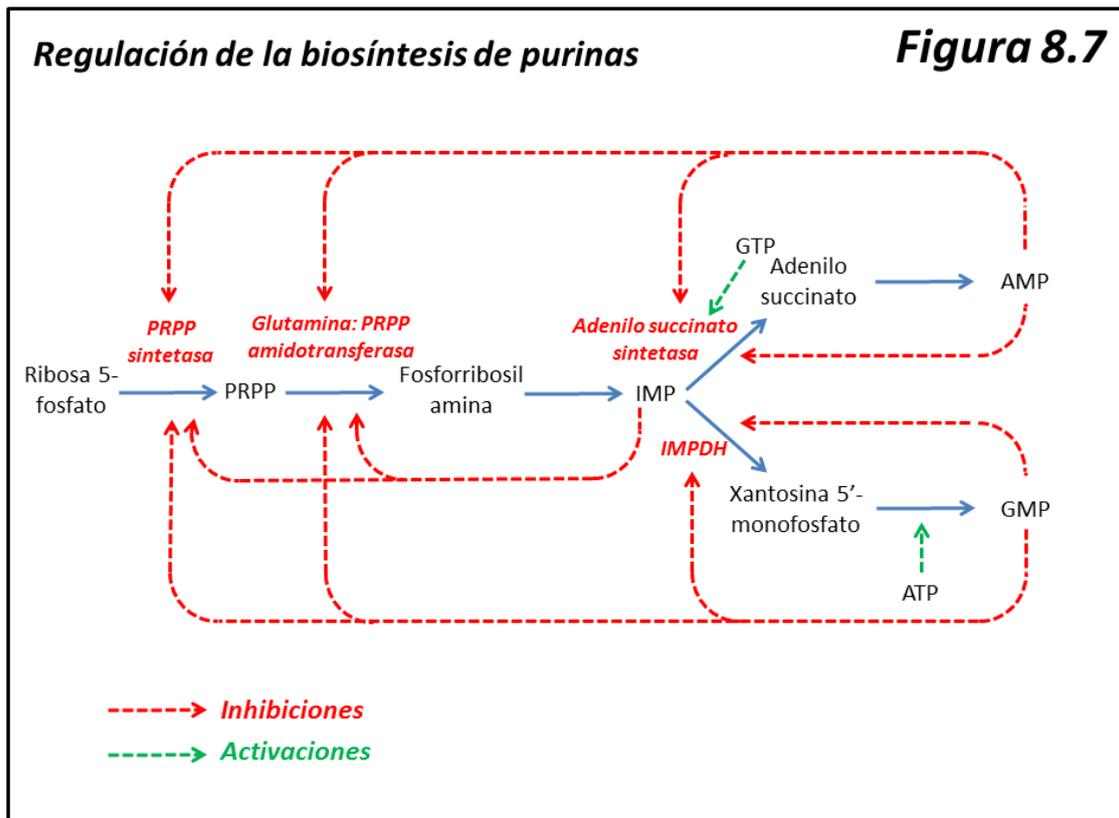 Regulación de la biosíntesis de purinas
Figura 8.7
GTP
Adenilo
succinato
AMP
PRPP
sintetasa
Glutamina: PRPP
amidotransferasa
Adenilo succinato
sintetasa
Ribosa 5-
fosfato
PRPP
Fosforribosil
amina
IMP
IMPDH
Xantosina 5’-
monofosfato
GMP
ATP
Inhibiciones
Activaciones